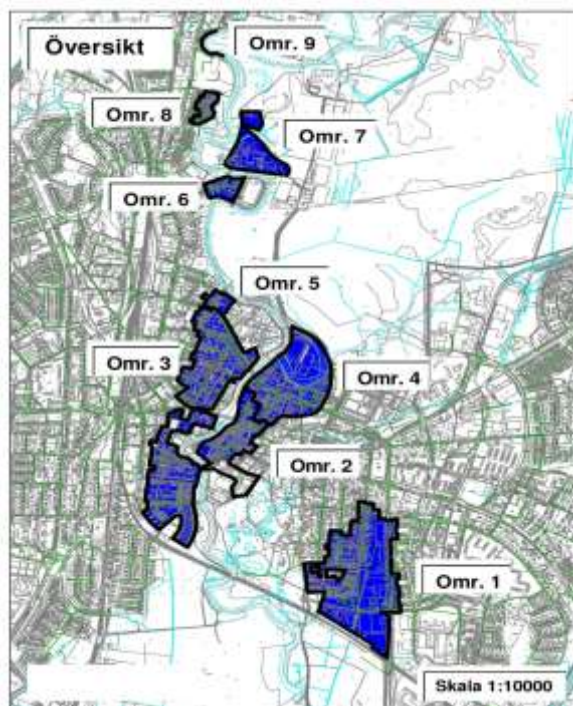 Översikt
Omr. 9
Omr. 8
Omr. 7
Omr. 6
Omr. 5
Omr. 3
Omr. 4
Omr. 2
Omr. 1
Skala 1:10000